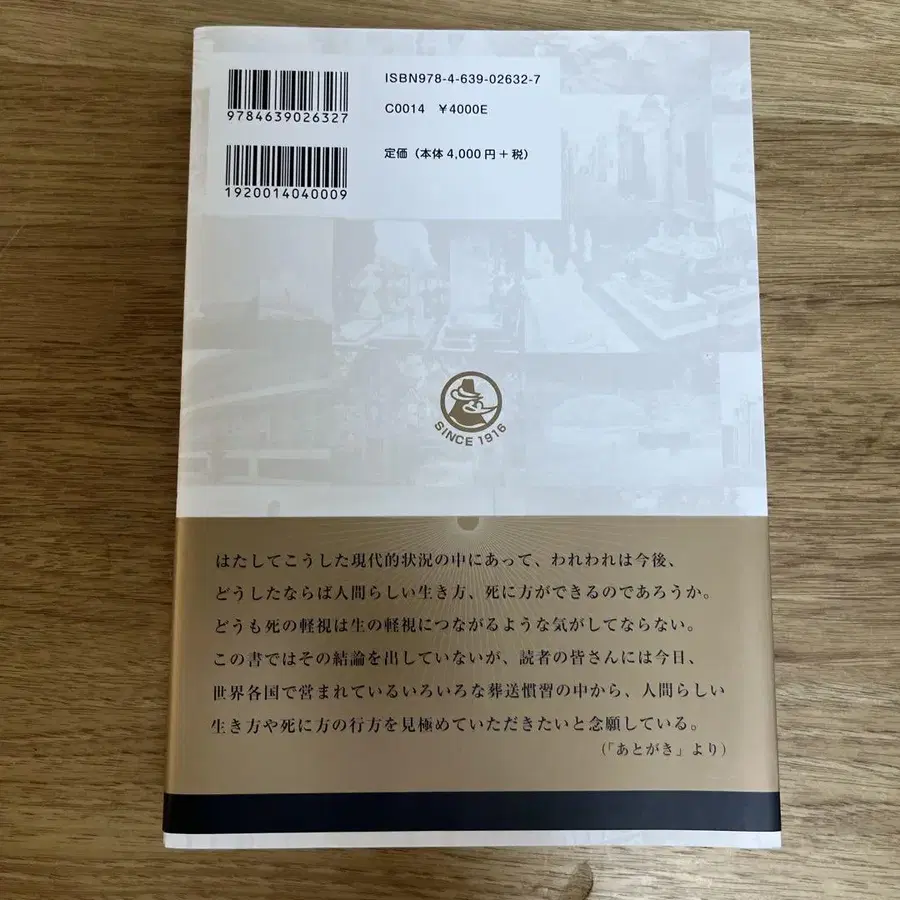 ISBN978-4-639-02632-7
9784639026327
C0014 ¥4000E
定価（本体4,000円＋税）
1920014040009
SINCE 1916
はたしてこうした現代的状況の中にあって、われわれは今後、
どうしたならば人間らしい生き方、死に方ができるのであろうか。
どうも死の軽視は生の軽視につながるような気がしてならない。
この書ではその結論を出していないが、読者の皆さんには今日、
世界各国で営まれているいろいろな葬送慣習の中から、人間らしい
生き方や死に方の行方を見極めていただきたいと念願している。
（「あとがき」より）